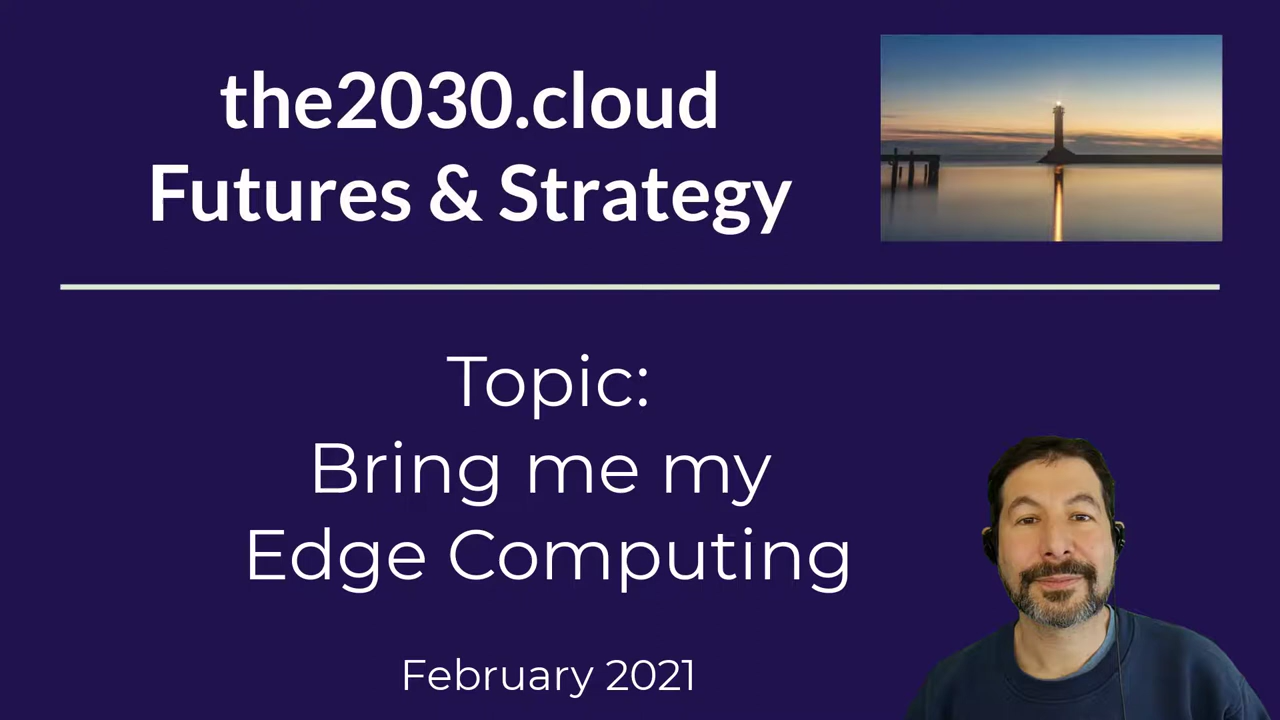 the2030.cloud
Futures & Strategy
Topic:
Bring me my
Edge Computing
February 2021